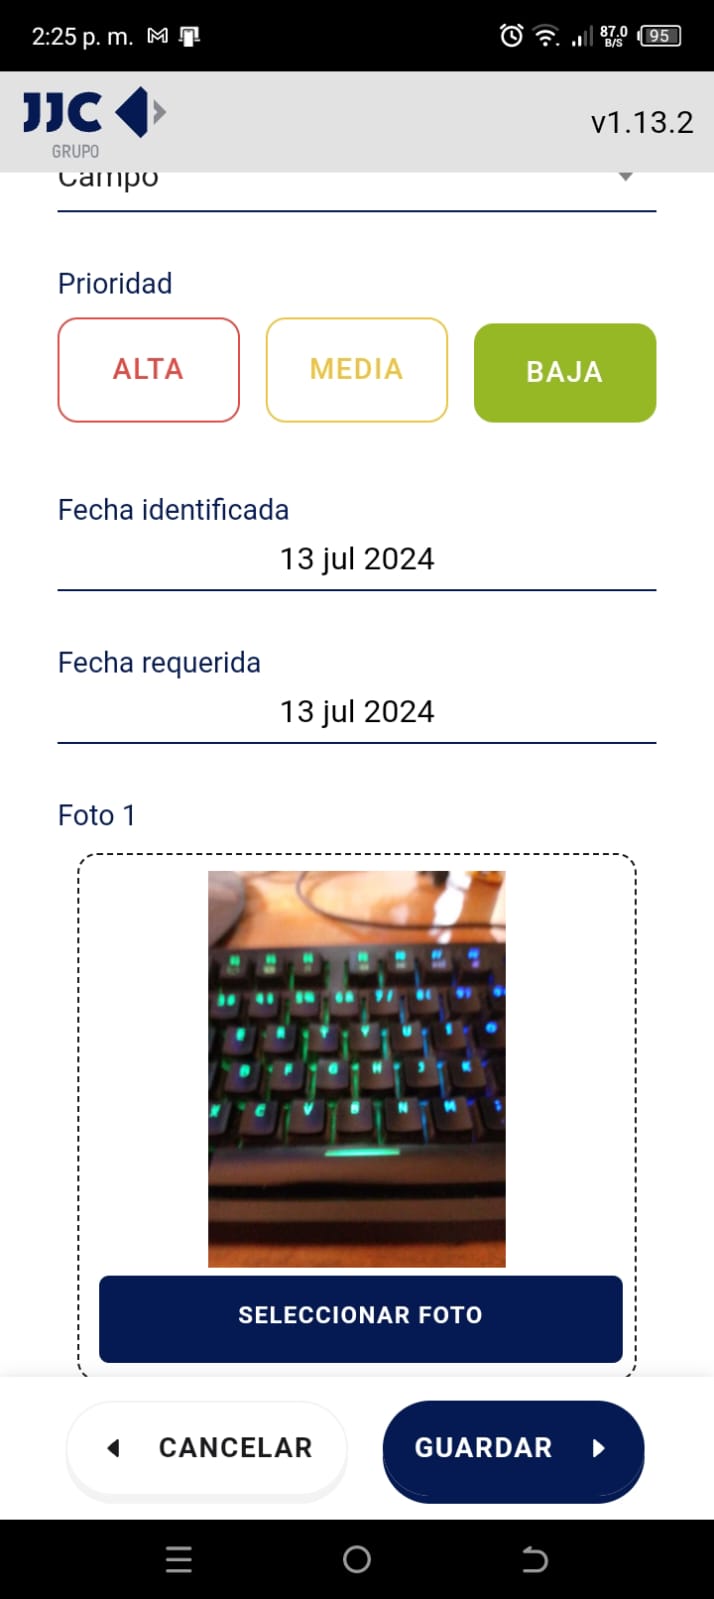 2:25 p. m.
87.0
B/S
95
JJC
GRUPO
v1.13.2
Campo
Prioridad
ALTA
MEDIA
BAJA
Fecha identificada
13 jul 2024
Fecha requerida
13 jul 2024
Foto 1
F G H J K
X C V B N M
SELECCIONAR FOTO
CANCELAR
GUARDAR